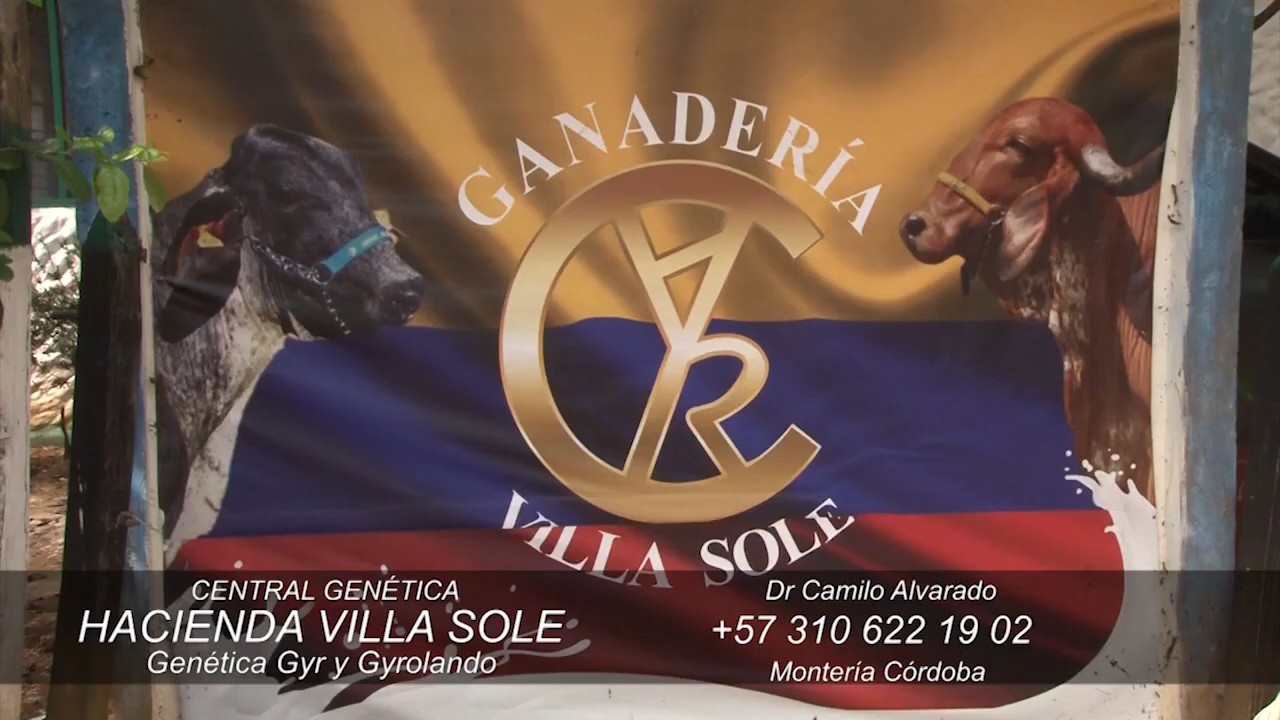 GANADERÍA
VILLA SOLE
CENTRAL GENÉTICA
HACIENDA VILLA SOLE
Genética Gyr y Gyrolando
Dr Camilo Alvarado
+57 310 622 19 02
Montería Córdoba